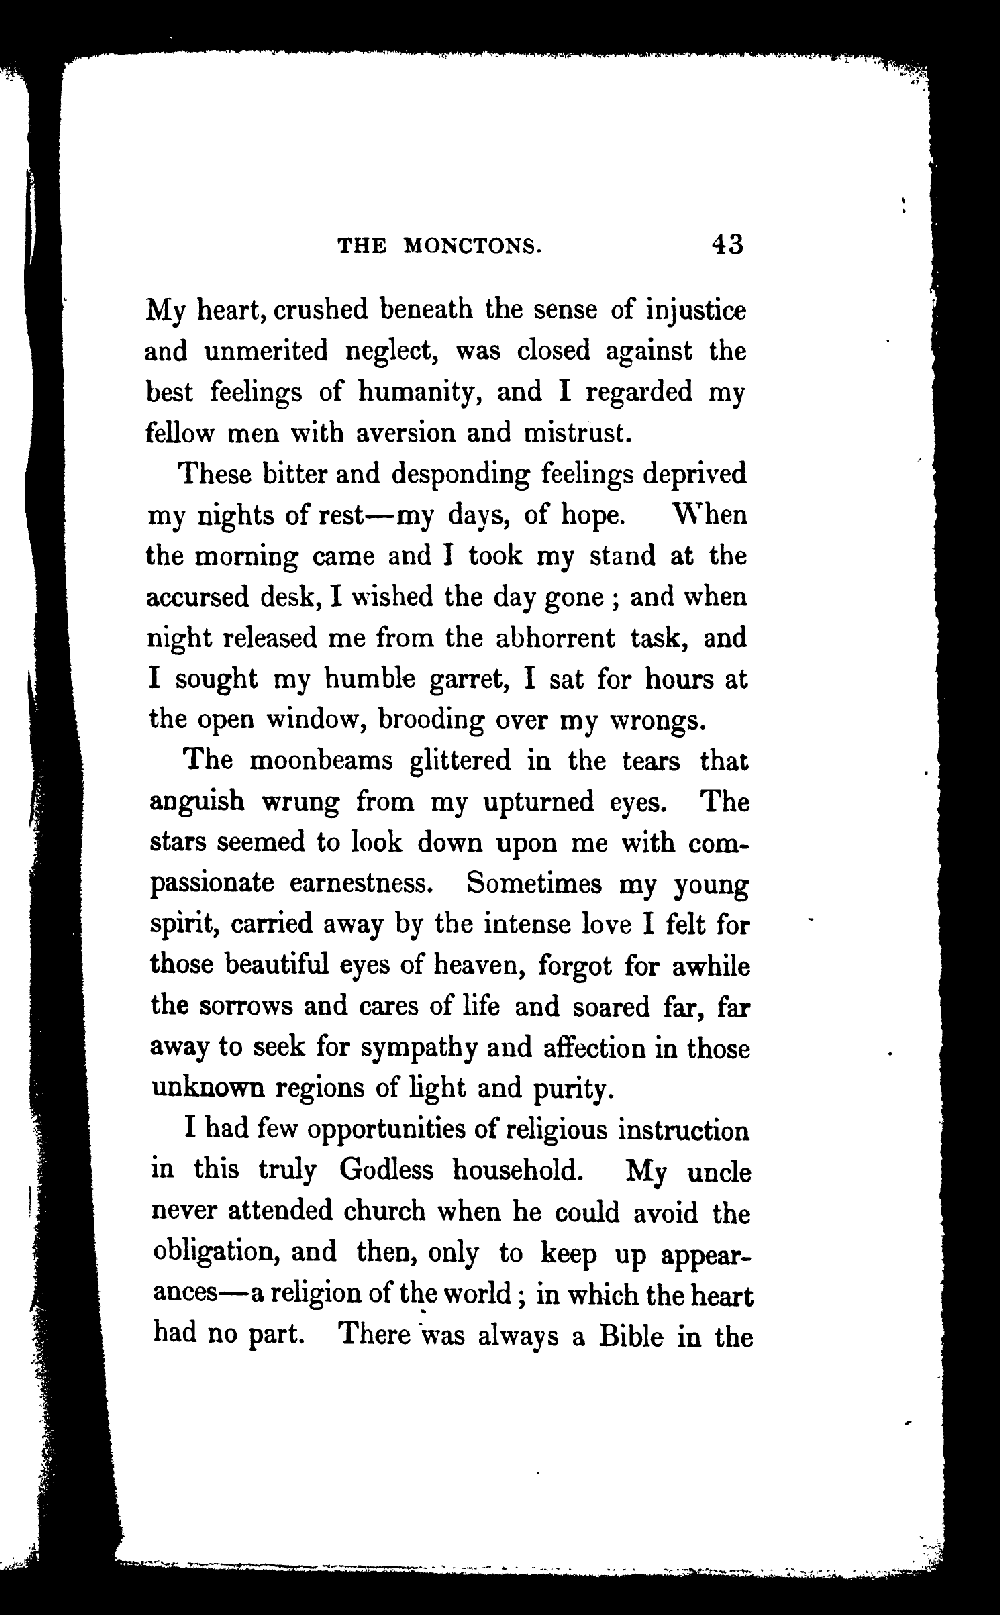 THE MONCTONS. 43
My heart, crushed beneath the sense of injustice
and unmerited neglect, was closed against the
best feelings of humanity, and I regarded my
fellow men with aversion and mistrust.
These bitter and desponding feelings deprived
my nights of rest—my days, of hope. When
the morning came and I took my stand at the
accursed desk, I wished the day gone ; and when
night released me from the abhorrent task, and
I sought my humble garret, I sat for hours at
the open window, brooding over my wrongs.
The moonbeams glittered in the tears that
anguish wrung from my upturned eyes. The
stars seemed to look down upon me with com-
passionate earnestness. Sometimes my young
spirit, carried away by the intense love I felt for
those beautiful eyes of heaven, forgot for awhile
the sorrows and cares of life and soared far, far
away to seek for sympathy and affection in those
unknown regions of light and purity.
I had few opportunities of religious instruction
in this truly Godless household. My uncle
never attended church when he could avoid the
obligation, and then, only to keep up appear-
ances—a religion of the world ; in which the heart
had no part. There was always a Bible in the